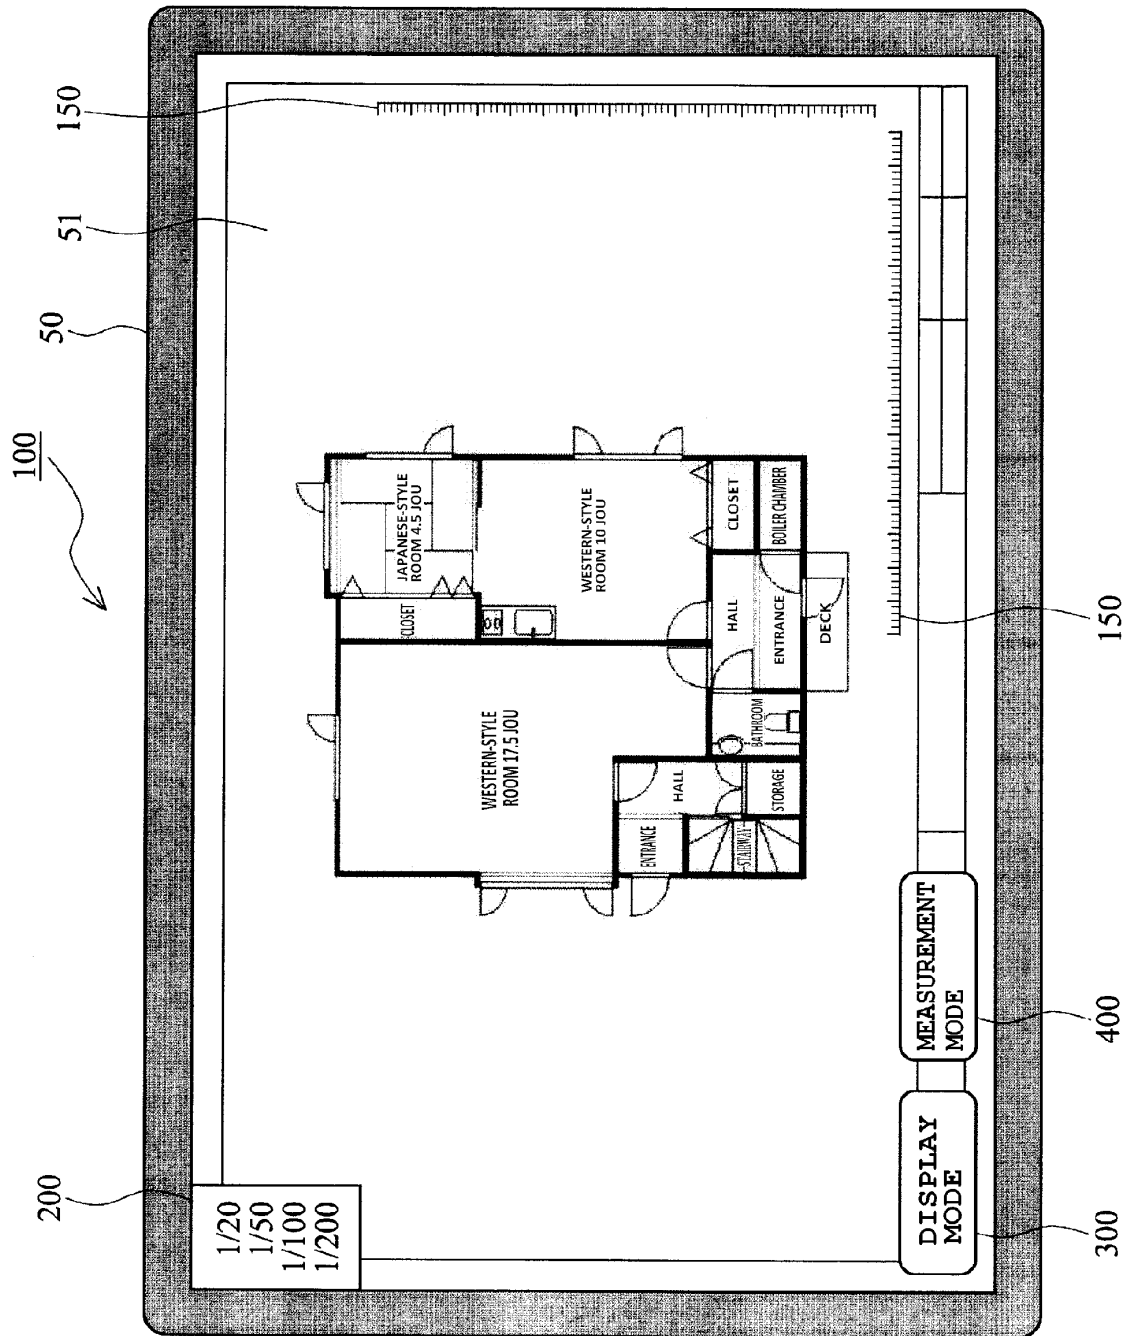 100
50
51
150
200
1/20
1/50
1/100
1/200
WESTERN-STYLE
ROOM 17.5 JOU
CLOSET
JAPANESE-STYLE
ROOM 4.5 JOU
WESTERN-STYLE
ROOM 10 JOU
ENTRANCE
HALL
STAIRWAY
STORAGE
BATHROOM
HALL
ENTRANCE
CLOSET
BOILER CHAMBER
DECK
DISPLAY
MODE
MEASUREMENT
MODE
300
400
150